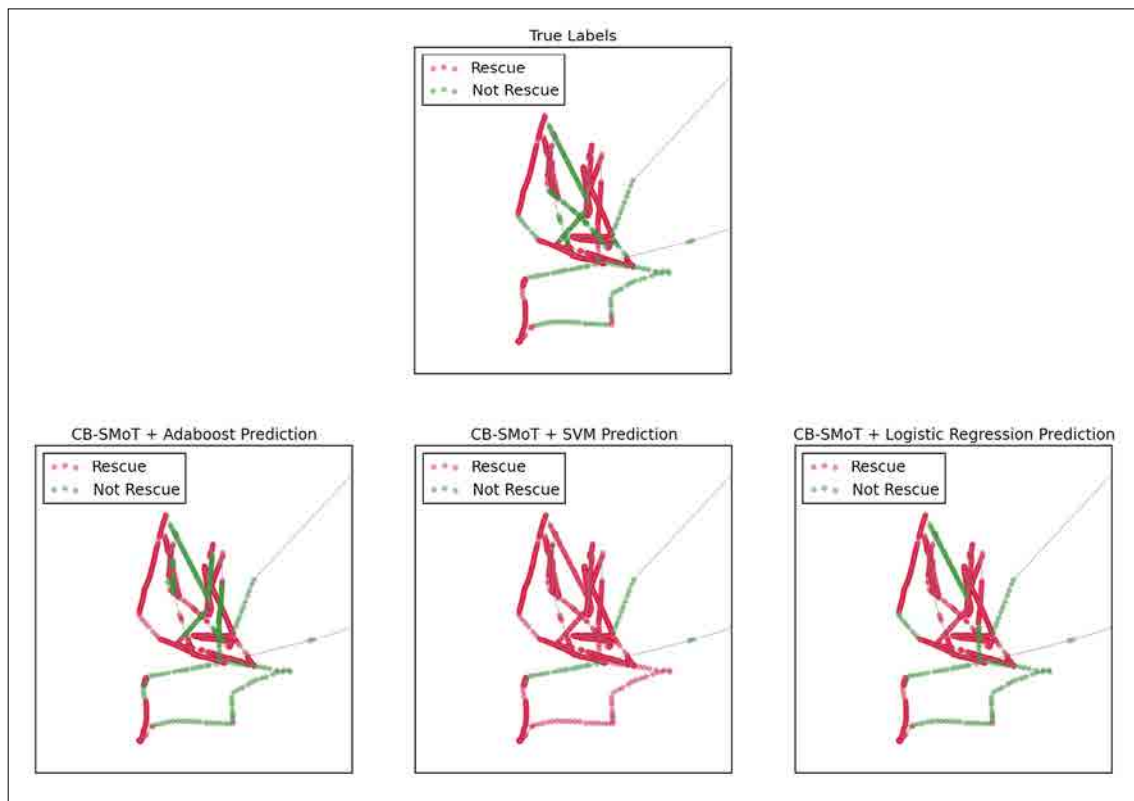 True Labels
Rescue
Not Rescue
CB-SMoT + Adaboost Prediction
Rescue
Not Rescue
CB-SMoT + SVM Prediction
Rescue
Not Rescue
CB-SMoT + Logistic Regression Prediction
Rescue
Not Rescue